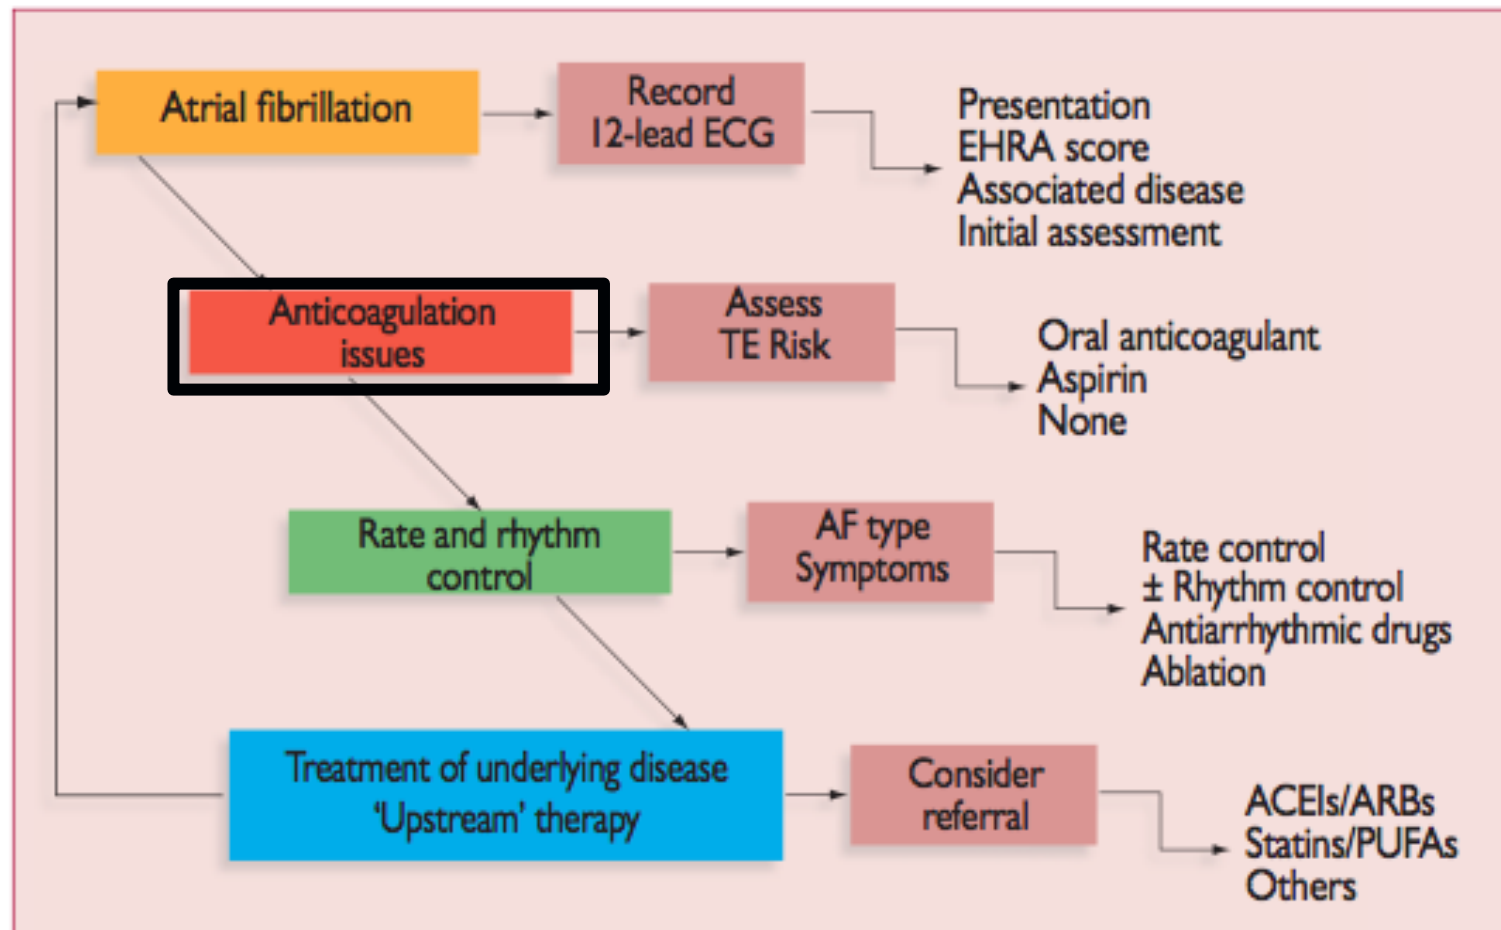 Atrial fibrillation
Record
12-lead ECG
Presentation
EHRA score
Associated disease
Initial assessment
Anticoagulation
issues
Assess
TE Risk
Oral anticoagulant
Aspirin
None
Rate and rhythm
control
AF type
Symptoms
Rate control
± Rhythm control
Antiarrhythmic drugs
Ablation
Treatment of underlying disease
‘Upstream’ therapy
Consider
referral
ACEIs/ARBs
Statins/PUFAs
Others